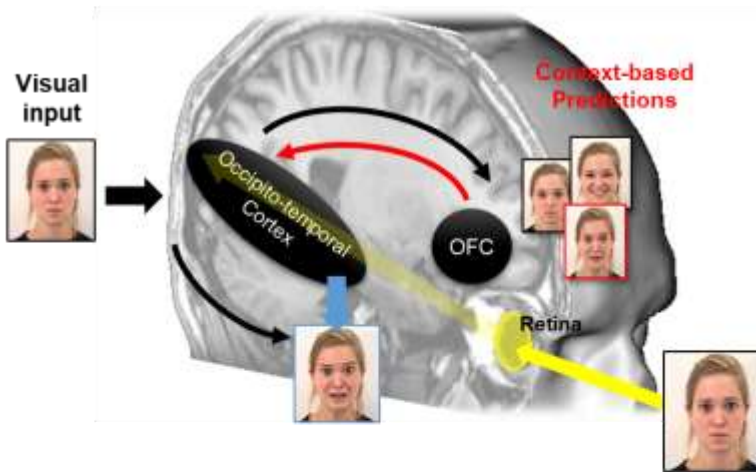 Visual
input
Context-based
Predictions
Occipito-temporal
Cortex
OFC
Retina